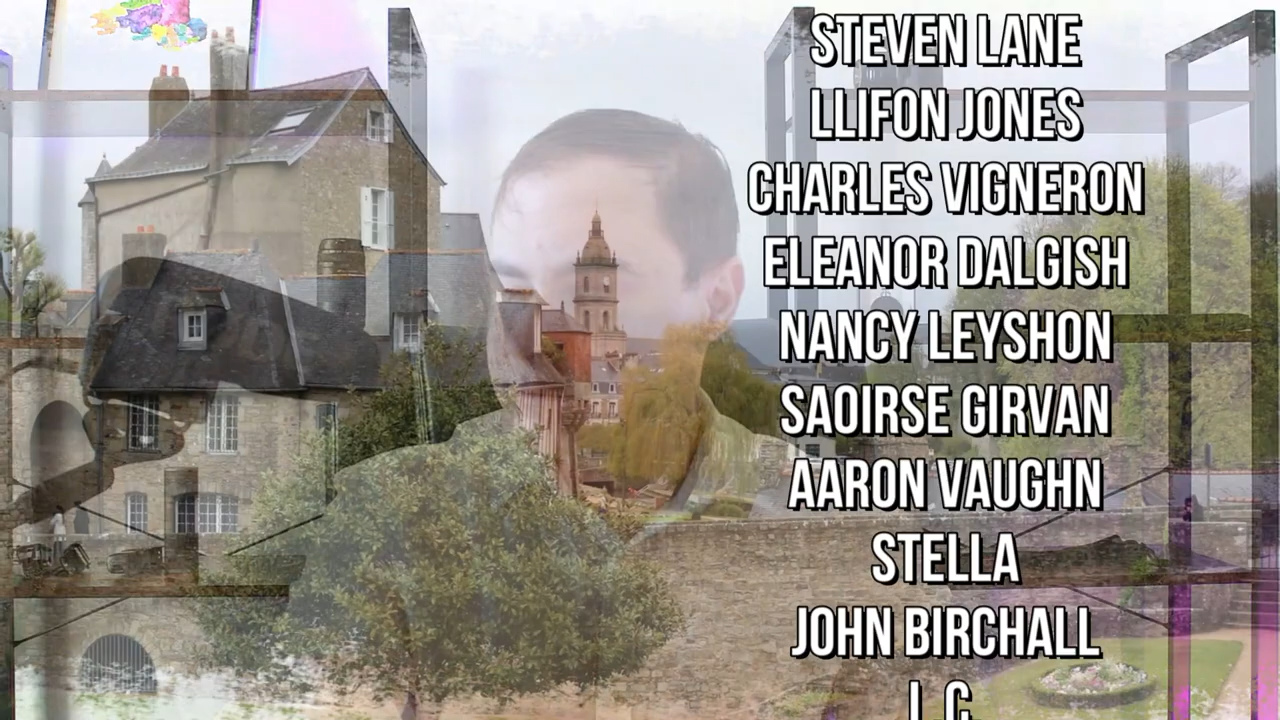 STEVEN LANE
LLIFON JONES
CHARLES VIGNERON
ELEANOR DALGISH
NANCY LEYSHON
SAOIRSE GIRVAN
AARON VAUGHN
STELLA
JOHN BIRCHALL